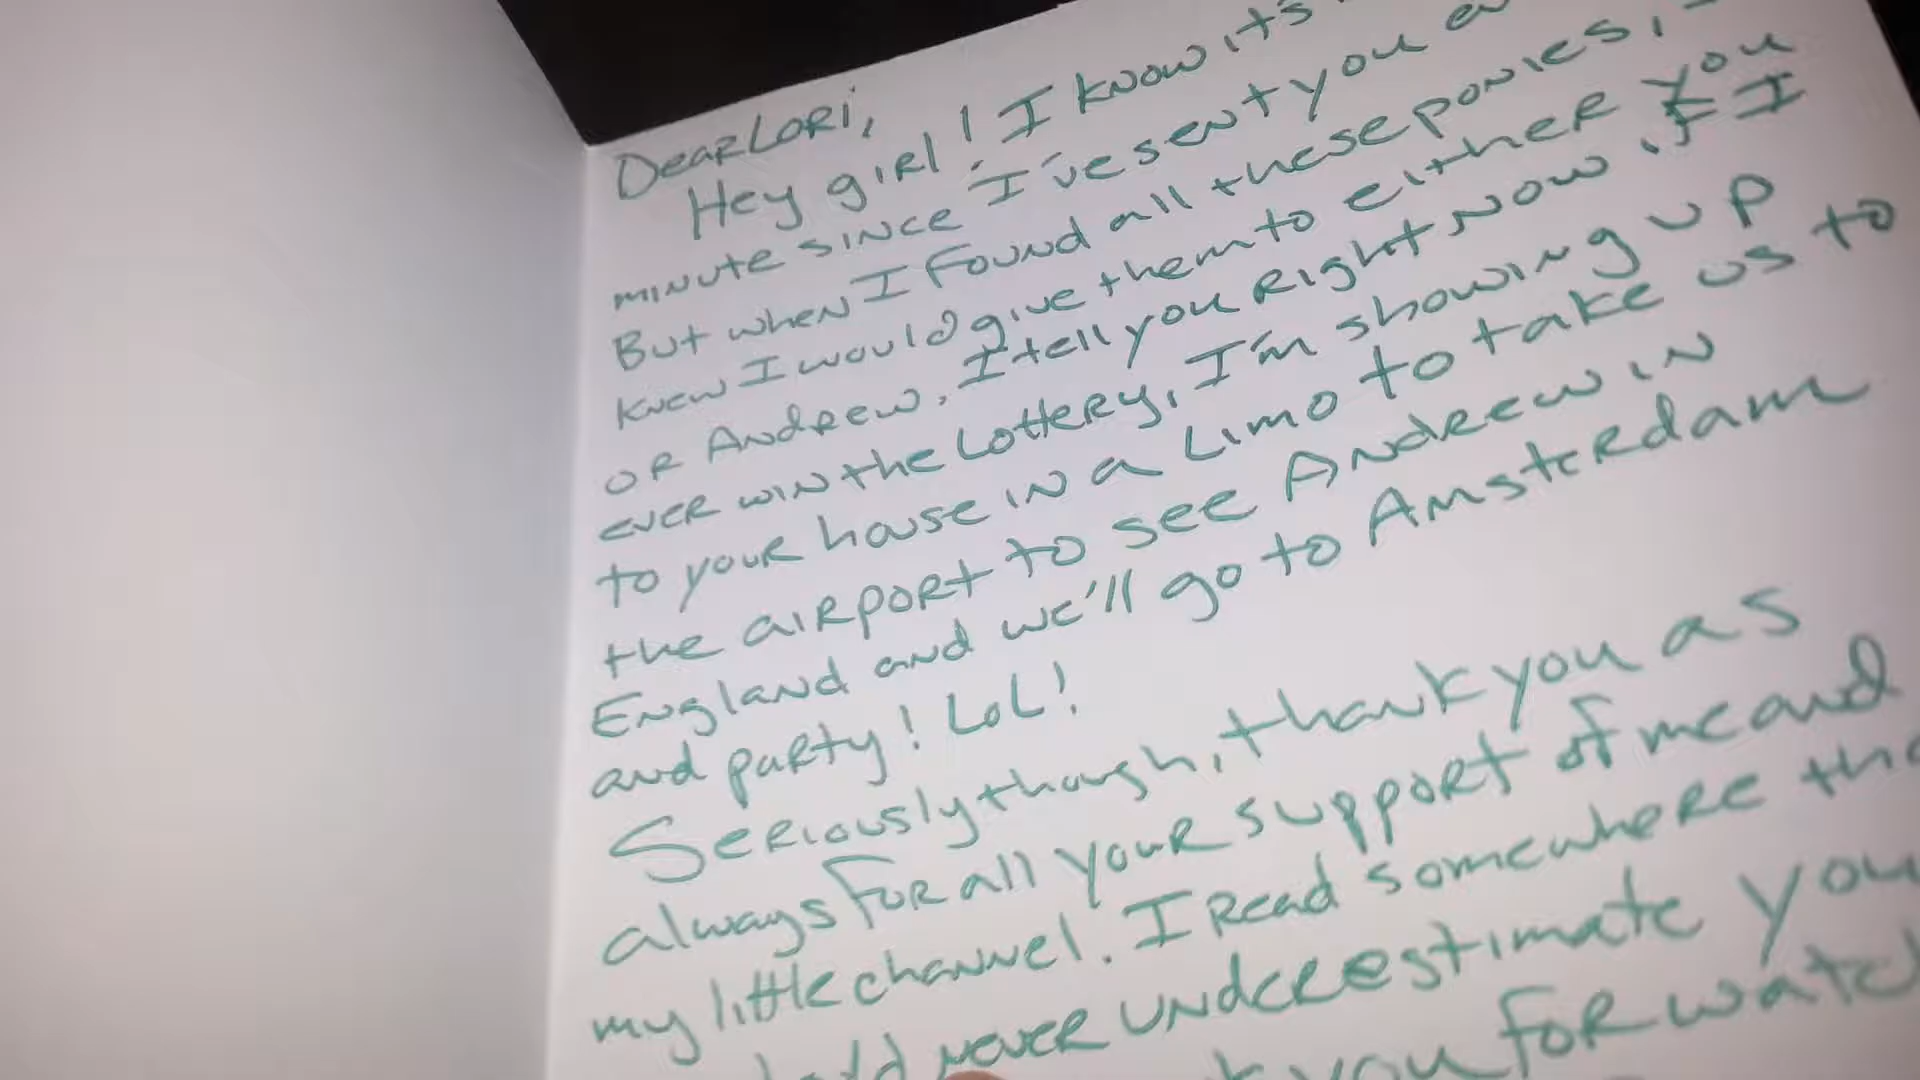 Dear Lori,
Hey girl! I know its
minute since I've sent you a
But when I found all these ponies, I
knew I would give them to either you
or Andrew. I tell you right now if I
ever win the Lottery, I'm showing up
to your house in a Limo to take us to
the airport to see Andrew in
England and we'll go to Amsterdam
and party! LoL!
Seriously though, thank you as
always for all your support of me and
my little channel. I read somewhere
never underestimate you
you for